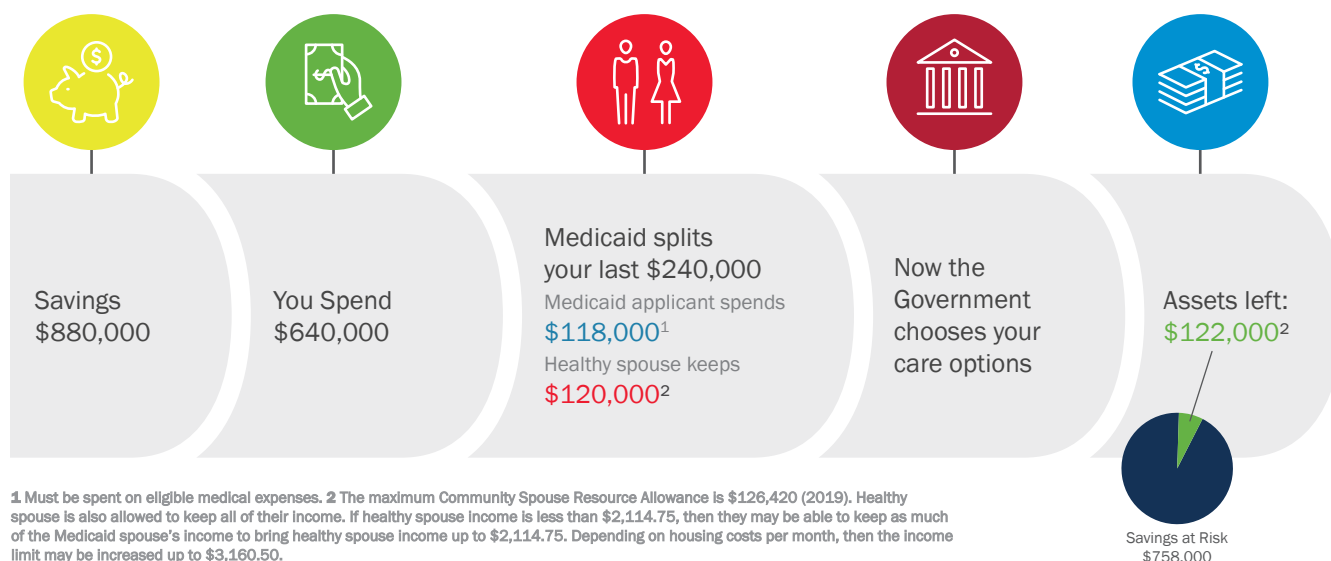 Savings
$880,000
You Spend
$640,000
Medicaid splits
your last $240,000
Medicaid applicant spends
$118,000¹
Healthy spouse keeps
$120,000²
Now the
Government
chooses your
care options
Assets left:
$122,000²
1 Must be spent on eligible medical expenses. 2 The maximum Community Spouse Resource Allowance is $126,420 (2019). Healthy
spouse is also allowed to keep all of their income. If healthy spouse income is less than $2,114.75, then they may be able to keep as much
of the Medicaid spouse's income to bring healthy spouse income up to $2,114.75. Depending on housing costs per month, then the income
limit may be increased up to $3,160.50.
Savings at Risk
$758,000